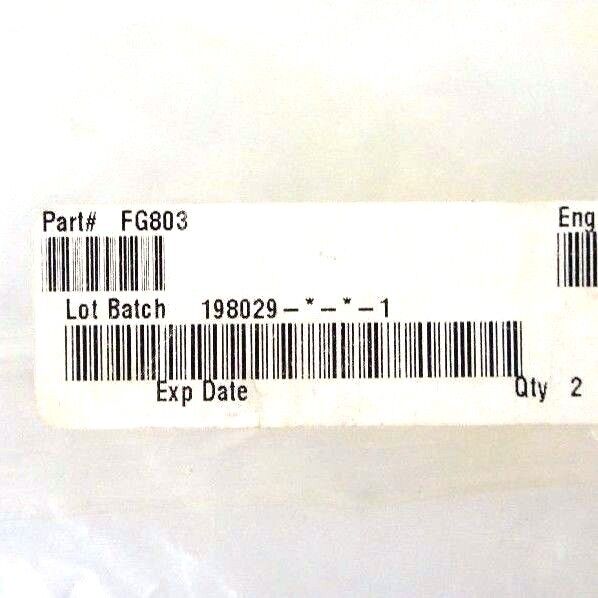 Part# FG803 Eng
Lot Batch 198029-*-*-1
Exp Date Qty 2